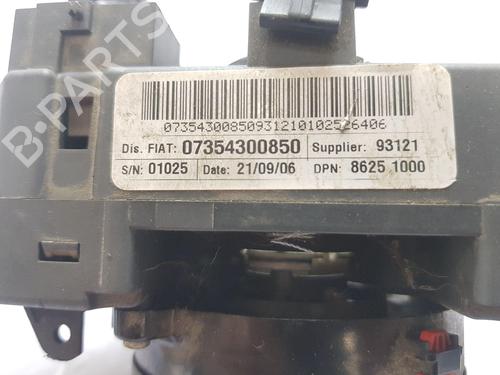 07354300850931210102526406
Dis. FIAT: 07354300850 Supplier: 93121
S/N: 01025 Date: 21/09/06 DPN: 8625 1000
B-Parts